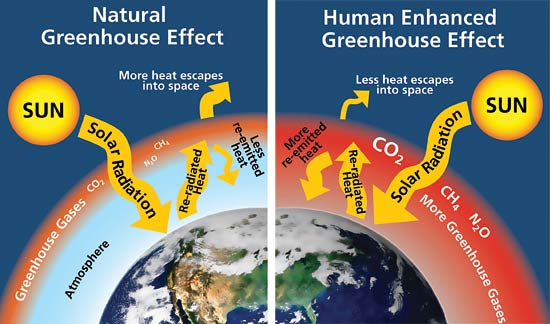 Natural
Greenhouse Effect
More heat escapes
into space
SUN
Solar Radiation
CH₄
N₂O
CO₂
Greenhouse Gases
Atmosphere
Re-radiated
Heat
Less
re-emitted
heat
Human Enhanced
Greenhouse Effect
Less heat escapes
into space
SUN
Solar Radiation
More
re-emitted
heat
Re-radiated
Heat
CO₂
CH₄
N₂O
More Greenhouse Gases